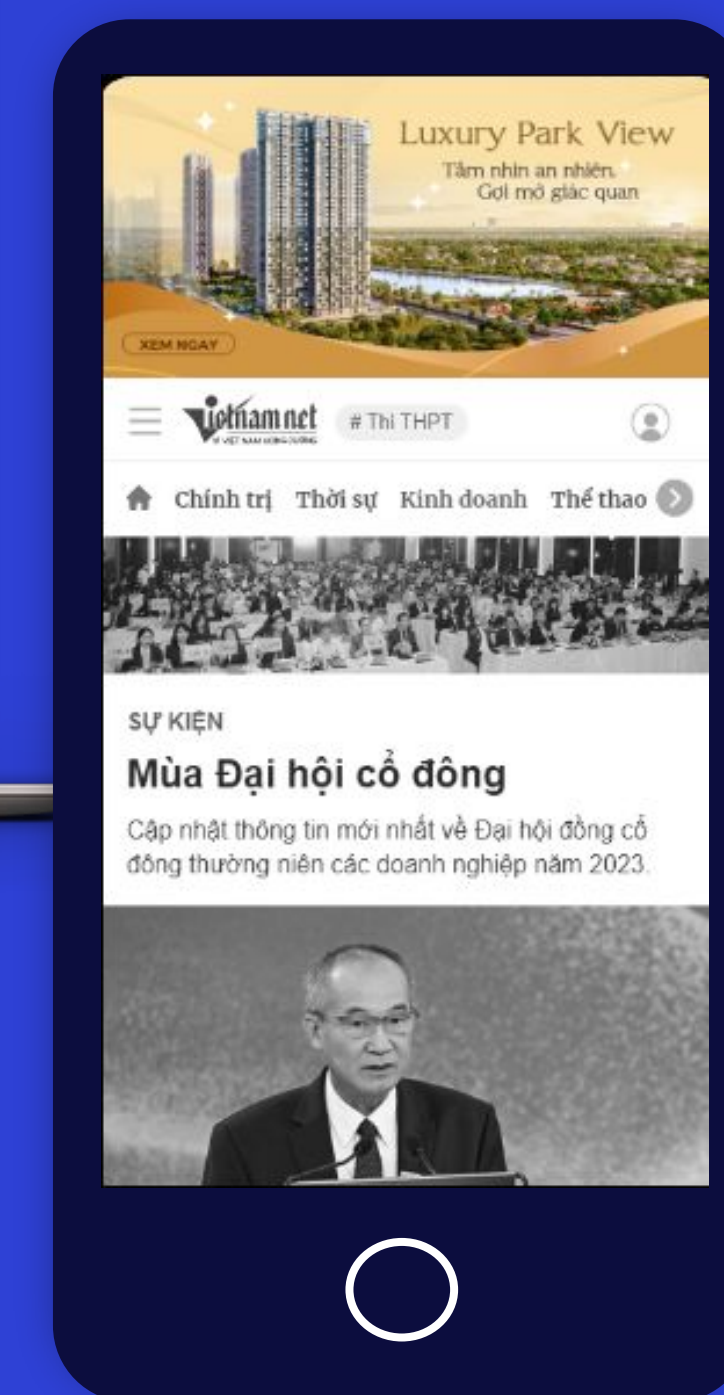 Luxury Park View
Tầm nhìn an nhiên.
Gợi mở giác quan
XEM NGAY
Vietnamnet
# Thi THPT
Chính trị Thời sự Kinh doanh Thể thao
SỰ KIỆN
Mùa Đại hội cổ đông
Cập nhật thông tin mới nhất về Đại hội đồng cổ
đông thường niên các doanh nghiệp năm 2023.